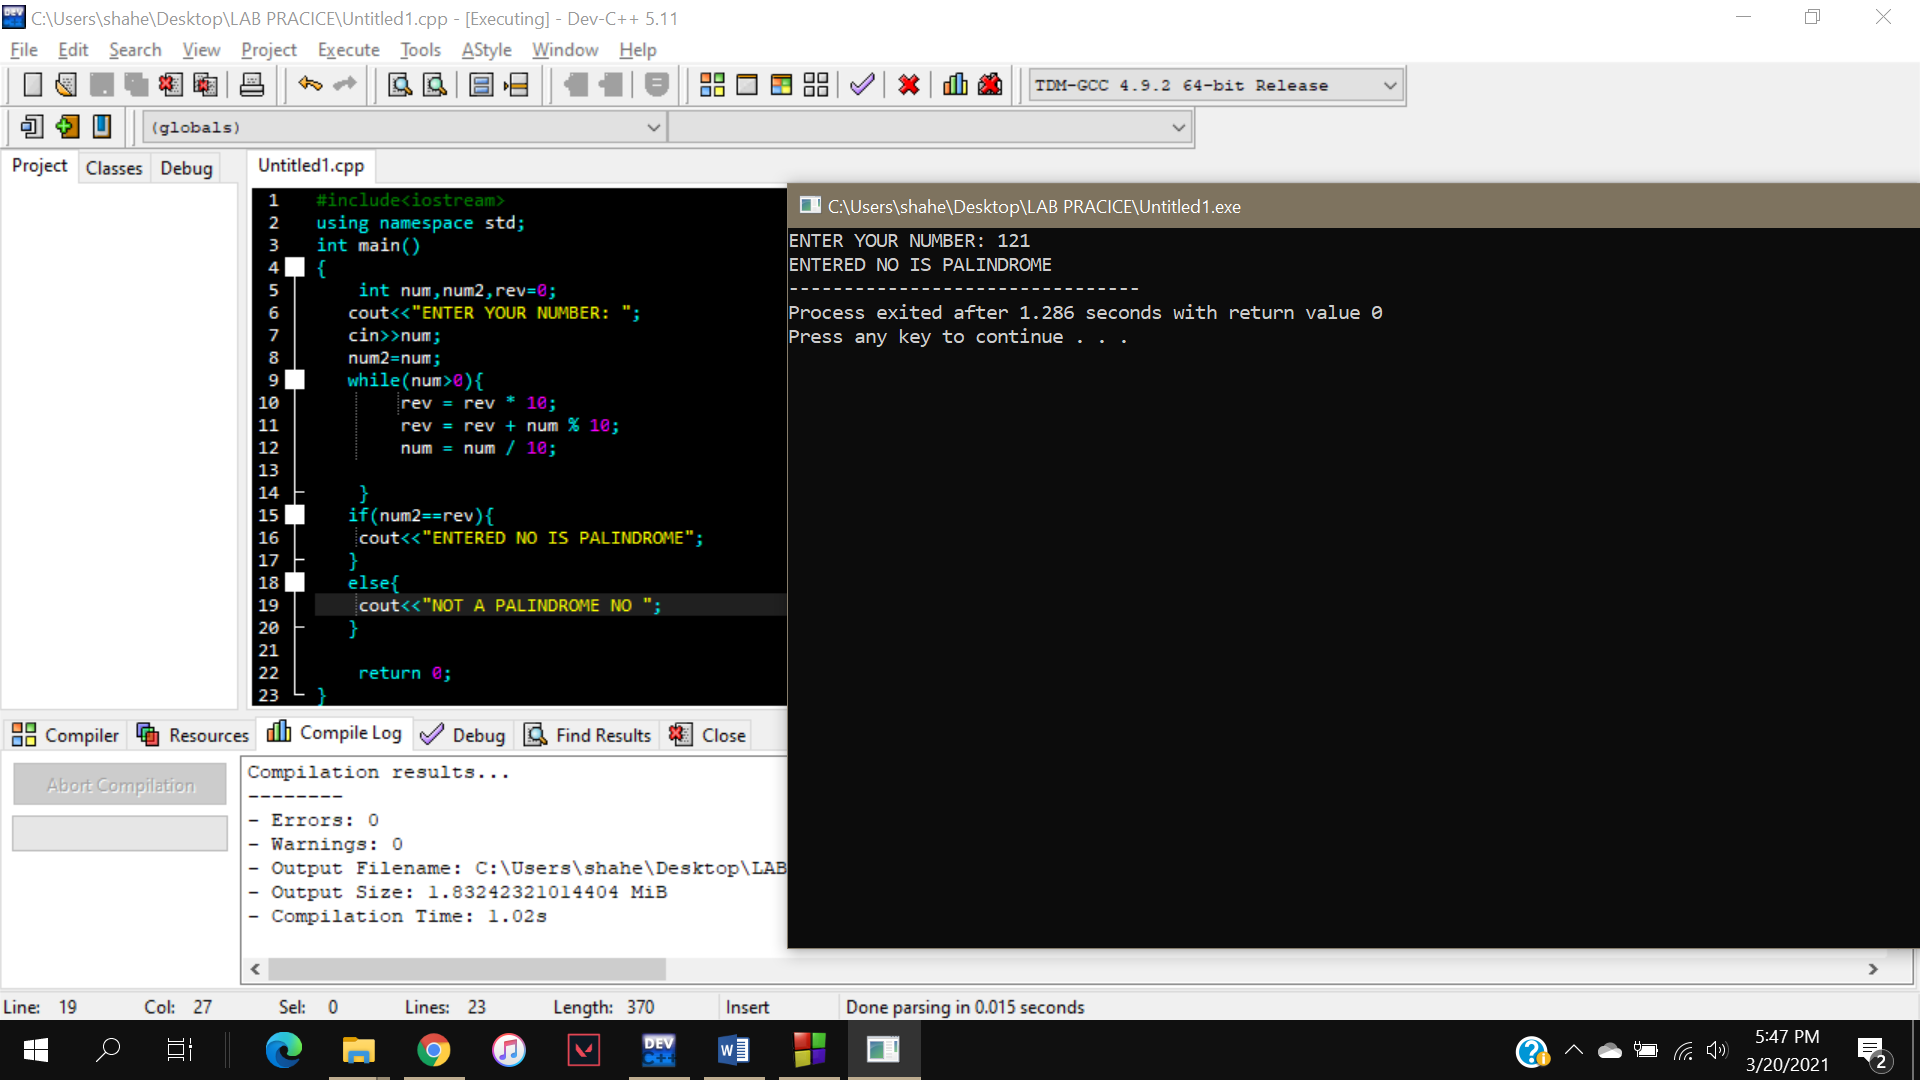 C:\Users\shahe\Desktop\LAB PRACICE\Untitled1.cpp - [Executing] - Dev-C++ 5.11
File Edit Search View Project Execute Tools AStyle Window Help
TDM-GCC 4.9.2 64-bit Release
(globals)
Project Classes Debug
Untitled1.cpp
1 #include<iostream>
2 using namespace std;
3 int main()
4 {
5 int num,num2,rev=0;
6 cout<<"ENTER YOUR NUMBER: ";
7 cin>>num;
8 num2=num;
9 while(num>0){
10 rev = rev * 10;
11 rev = rev + num % 10;
12 num = num / 10;
13
14 }
15 if(num2==rev){
16 cout<<"ENTERED NO IS PALINDROME";
17 }
18 else{
19 cout<<"NOT A PALINDROME NO ";
20 }
21
22 return 0;
23 }
C:\Users\shahe\Desktop\LAB PRACICE\Untitled1.exe
ENTER YOUR NUMBER: 121
ENTERED NO IS PALINDROME
--------------------------------
Process exited after 1.286 seconds with return value 0
Press any key to continue . . .
Compiler Resources Compile Log Debug Find Results Close
Abort Compilation
Compilation results...
--------
- Errors: 0
- Warnings: 0
- Output Filename: C:\Users\shahe\Desktop\LAB
- Output Size: 1.83242321014404 MiB
- Compilation Time: 1.02s
Line: 19 Col: 27 Sel: 0 Lines: 23 Length: 370 Insert Done parsing in 0.015 seconds
DEV C++
5:47 PM
3/20/2021
2